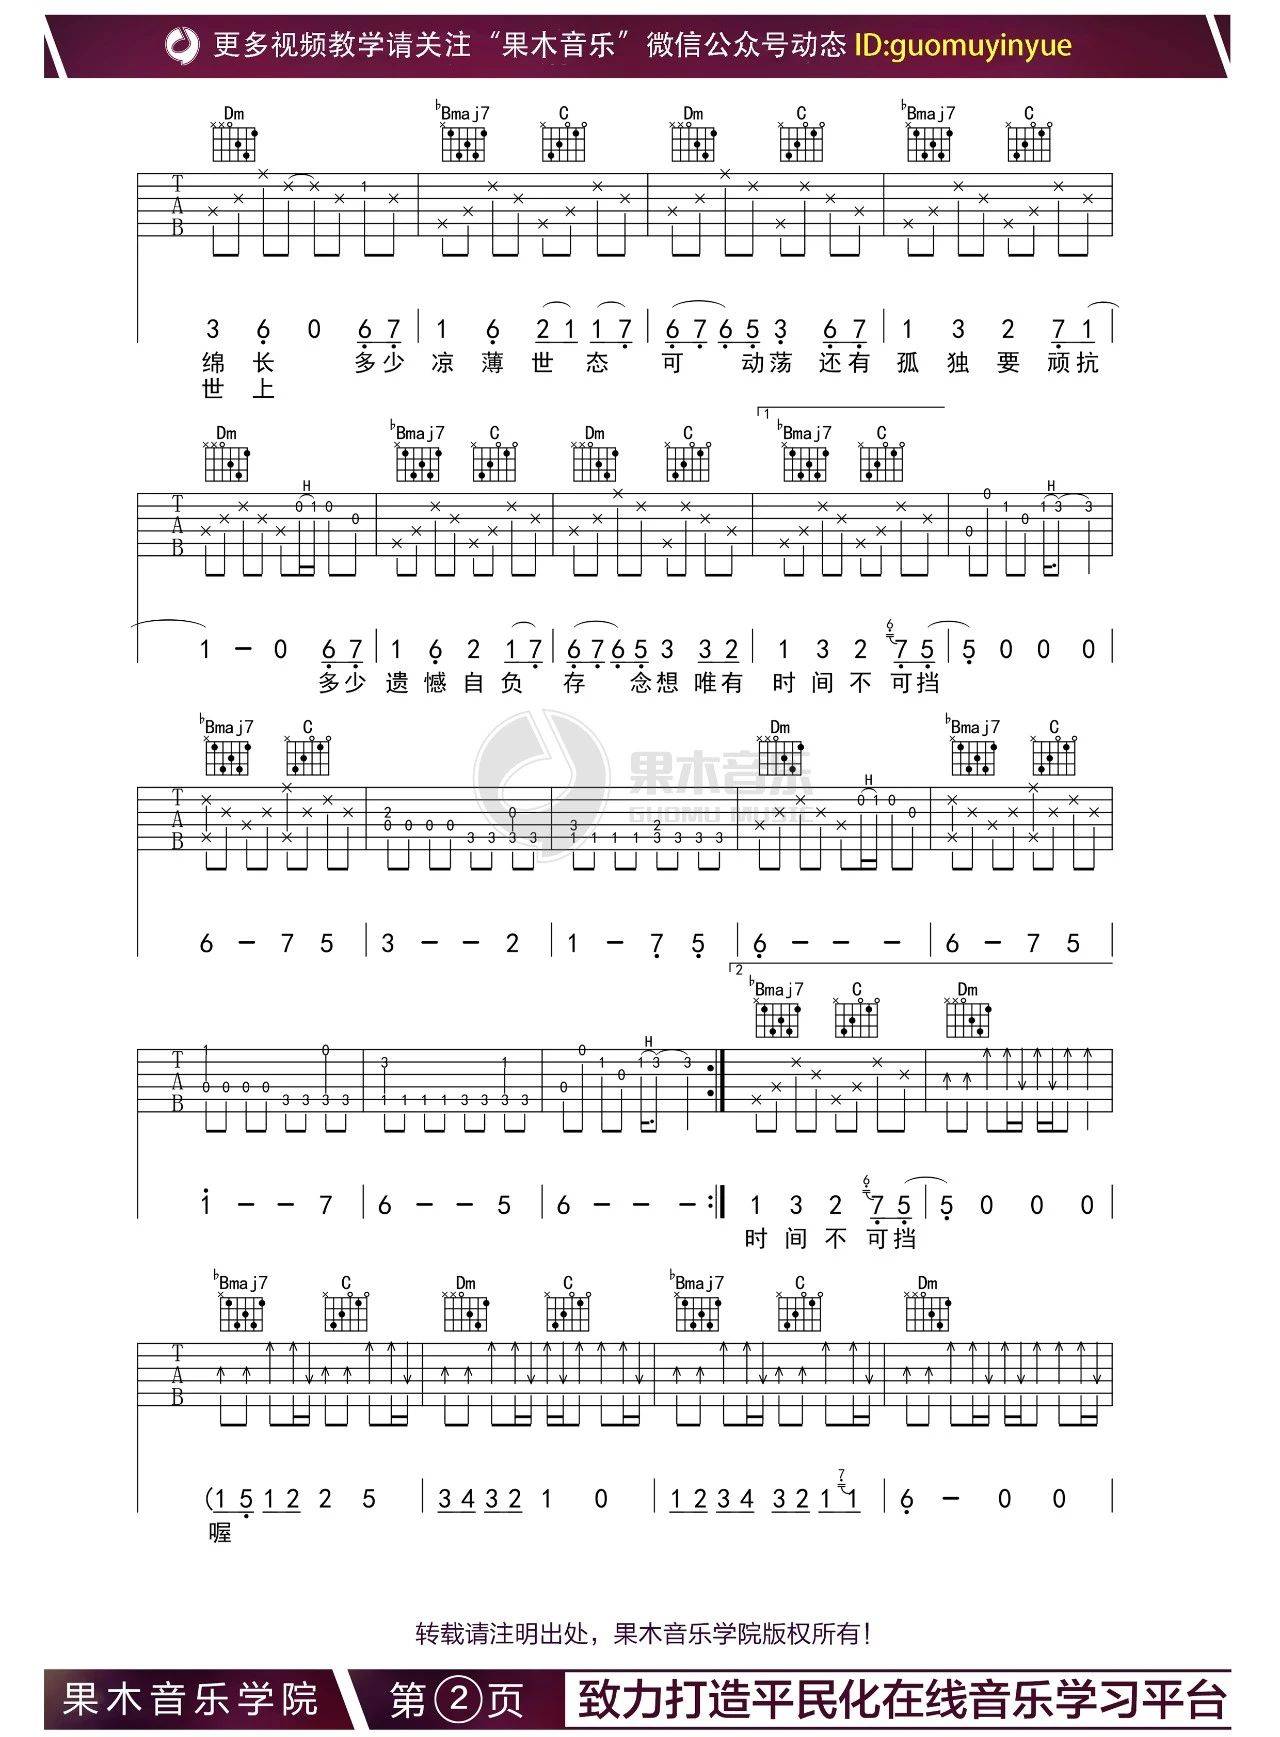 更多视频教学请关注“果木音乐”微信公众号动态 ID:guomuyinyue
Dm ♭Bmaj7 C Dm C ♭Bmaj7 C
T A B
3 6 0 6 7 | 1 6 2 1 1 7 | 6 7 6 5 3 6 7 | 1 3 2 7 1 |
绵 长 多少 凉 薄 世 态 可 动荡 还有 孤 独 要 顽抗
世 上
1
Dm ♭Bmaj7 C Dm C ♭Bmaj7 C
H H
T A B
1 - 0 6 7 | 1 6 2 1 7 | 6 7 6 5 3 3 2 | 1 3 2 6 7 5 | 5 0 0 0 |
多少 遗 憾 自 负 存 念想 唯有 时 间 不 可挡
♭Bmaj7 C Dm ♭Bmaj7 C
果木音乐
GUOMU MUSIC
H
T A B
6 - 7 5 | 3 - - 2 | 1 - 7 5 | 6 - - - | 6 - 7 5 |
2
♭Bmaj7 C Dm
H
T A B
1 - - 7 | 6 - - 5 | 6 - - - :| 1 3 2 6 7 5 | 5 0 0 0 |
时 间 不 可挡
♭Bmaj7 C Dm C ♭Bmaj7 C Dm
T A B
(1 5 1 2 2 5 | 3 4 3 2 1 0 | 1 2 3 4 3 2 1 7 1 | 6 - 0 0 |
喔
转载请注明出处，果木音乐学院版权所有！
果木音乐学院 第②页 致力打造平民化在线音乐学习平台